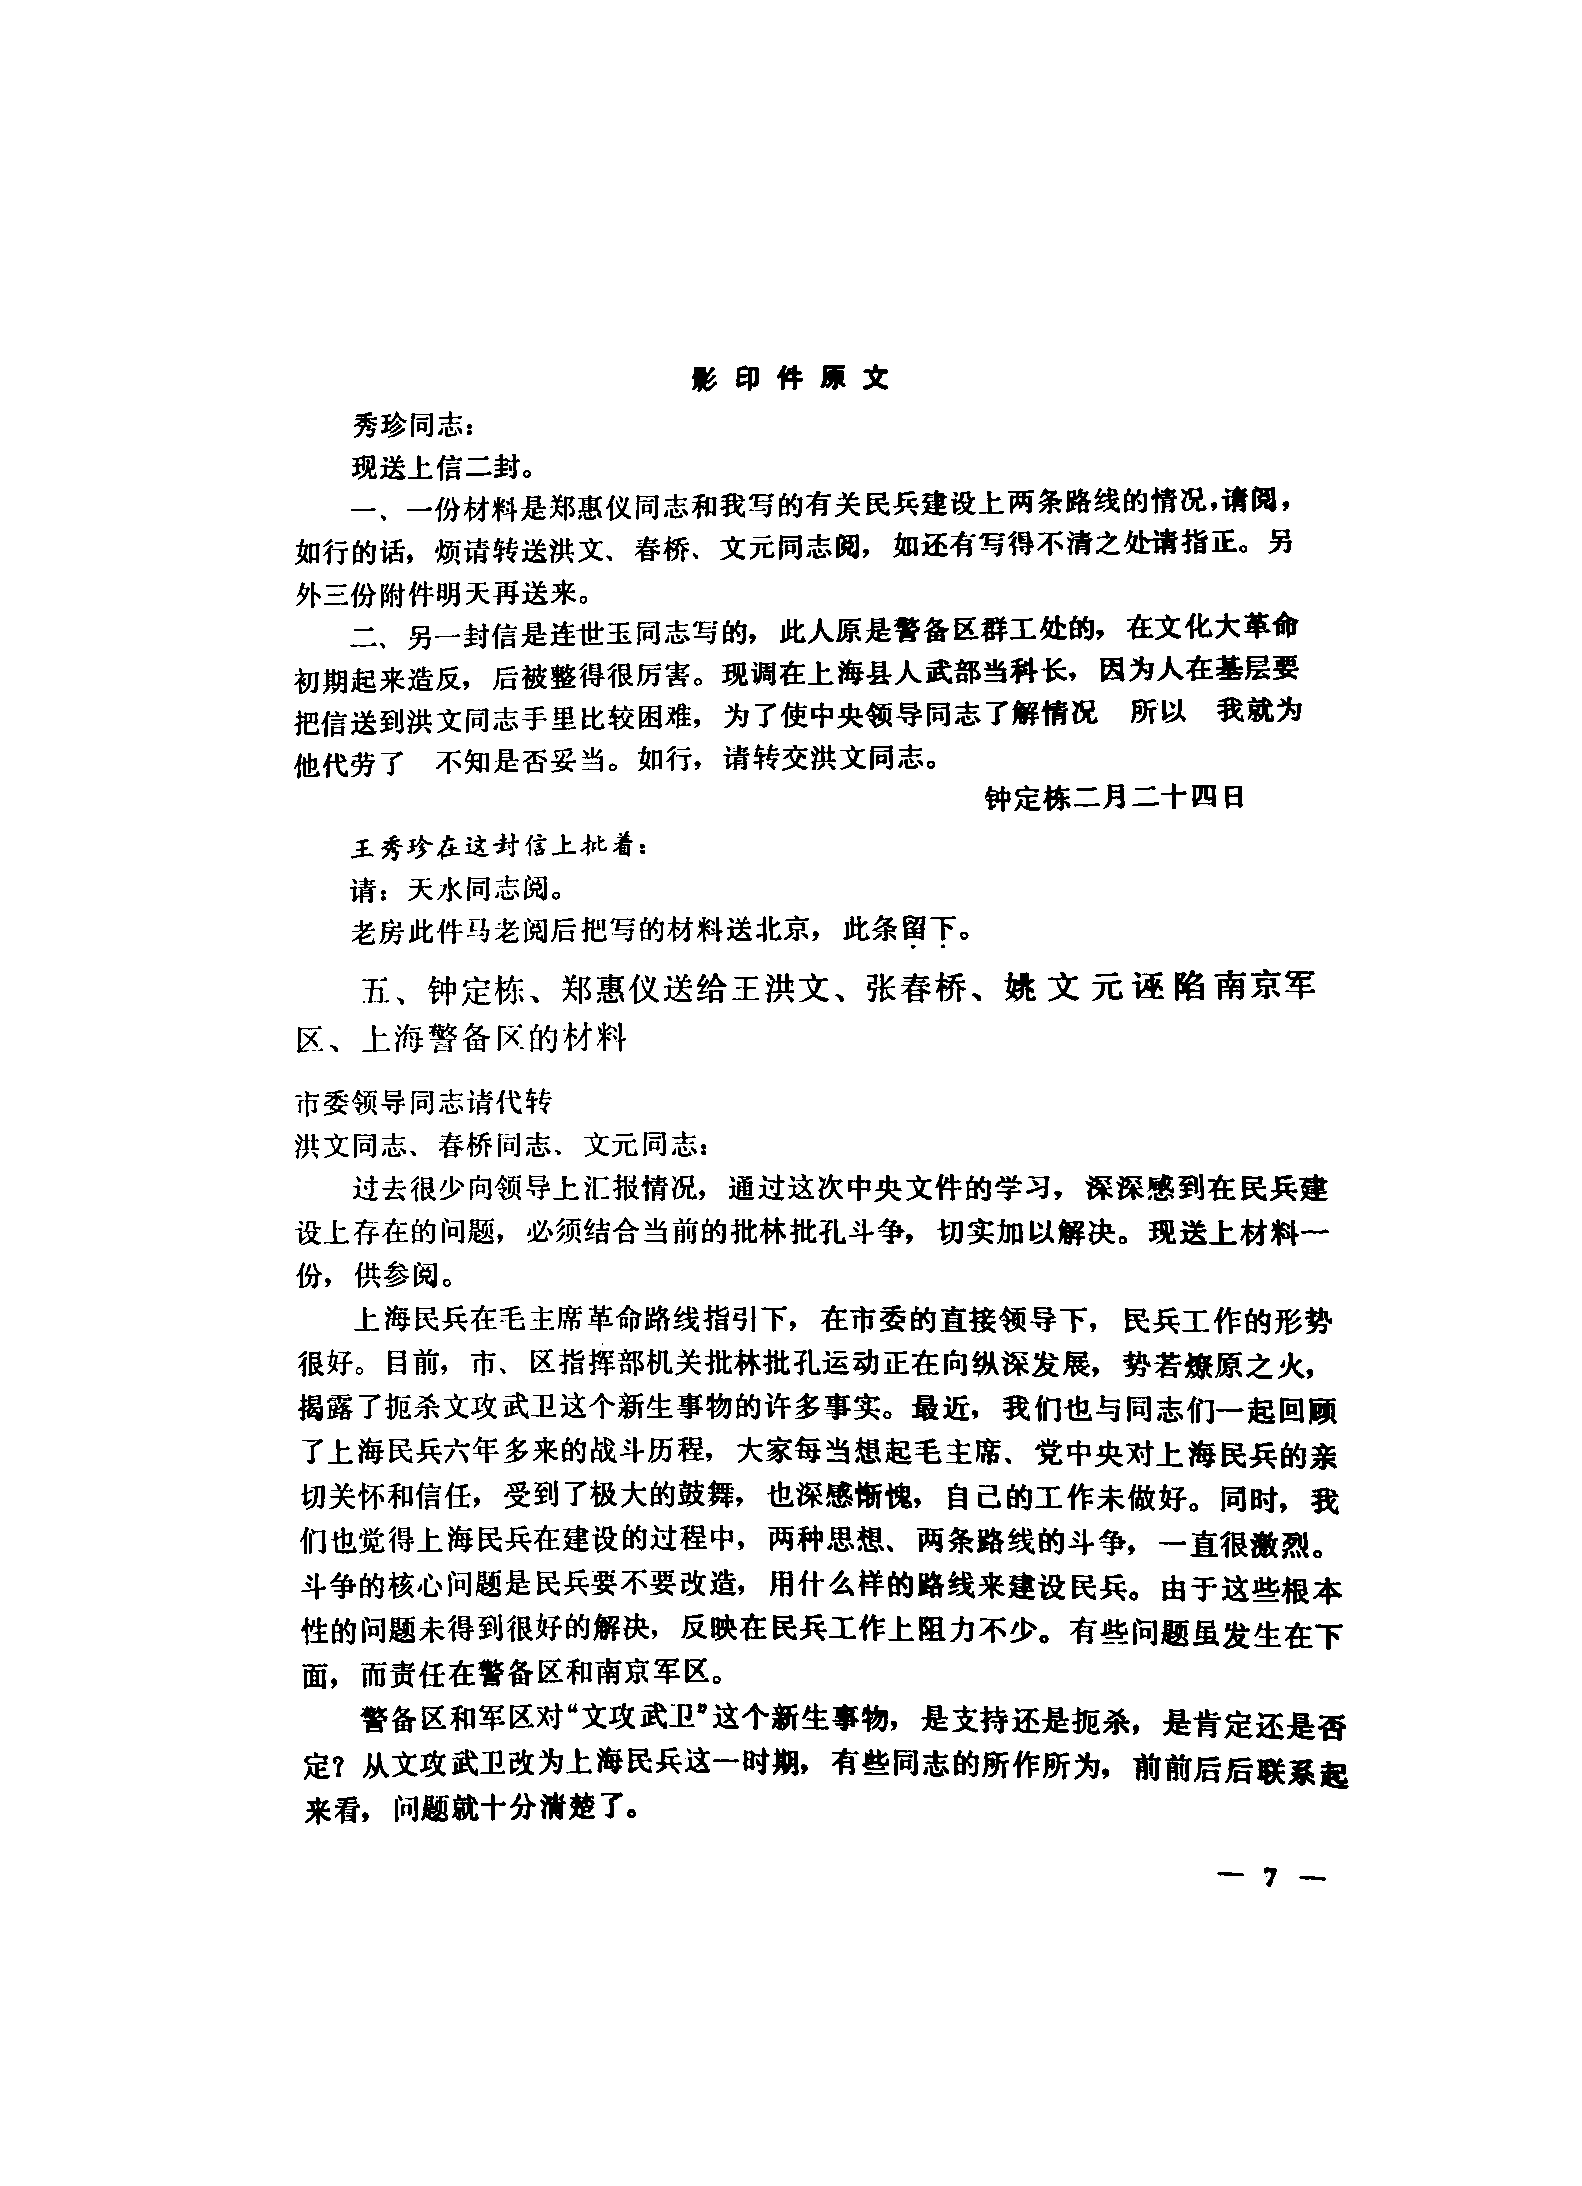 影印件原文
秀珍同志：
现送上信二封。
一、一份材料是郑惠仪同志和我写的有关民兵建设上两条路线的情况，请阅，
如行的话，烦请转送洪文、春桥、文元同志阅，如还有写得不清之处请指正。另
外三份附件明天再送来。
二、另一封信是连世玉同志写的，此人原是警备区群工处的，在文化大革命
初期起来造反，后被整得很厉害。现调在上海县人武部当科长，因为人在基层要
把信送到洪文同志手里比较困难，为了使中央领导同志了解情况 所以 我就为
他代劳了 不知是否妥当。如行，请转交洪文同志。
钟定栋二月二十四日
王秀珍在这封信上批着：
请：天水同志阅。
老房此件马老阅后把写的材料送北京，此条留下。
五、钟定栋、郑惠仪送给王洪文、张春桥、姚文元诬陷南京军
区、上海警备区的材料
市委领导同志请代转
洪文同志、春桥同志、文元同志：
过去很少向领导上汇报情况，通过这次中央文件的学习，深深感到在民兵建
设上存在的问题，必须结合当前的批林批孔斗争，切实加以解决。现送上材料一
份，供参阅。
上海民兵在毛主席革命路线指引下，在市委的直接领导下，民兵工作的形势
很好。目前，市、区指挥部机关批林批孔运动正在向纵深发展，势若燎原之火，
揭露了扼杀文攻武卫这个新生事物的许多事实。最近，我们也与同志们一起回顾
了上海民兵六年多来的战斗历程，大家每当想起毛主席、党中央对上海民兵的亲
切关怀和信任，受到了极大的鼓舞，也深感惭愧，自己的工作未做好。同时，我
们也觉得上海民兵在建设的过程中，两种思想、两条路线的斗争，一直很激烈。
斗争的核心问题是民兵要不要改造，用什么样的路线来建设民兵。由于这些根本
性的问题未得到很好的解决，反映在民兵工作上阻力不少。有些问题虽发生在下
面，而责任在警备区和南京军区。
警备区和军区对“文攻武卫”这个新生事物，是支持还是扼杀，是肯定还是否
定？从文攻武卫改为上海民兵这一时期，有些同志的所作所为，前前后后联系起
来看，问题就十分清楚了。
— 7 —